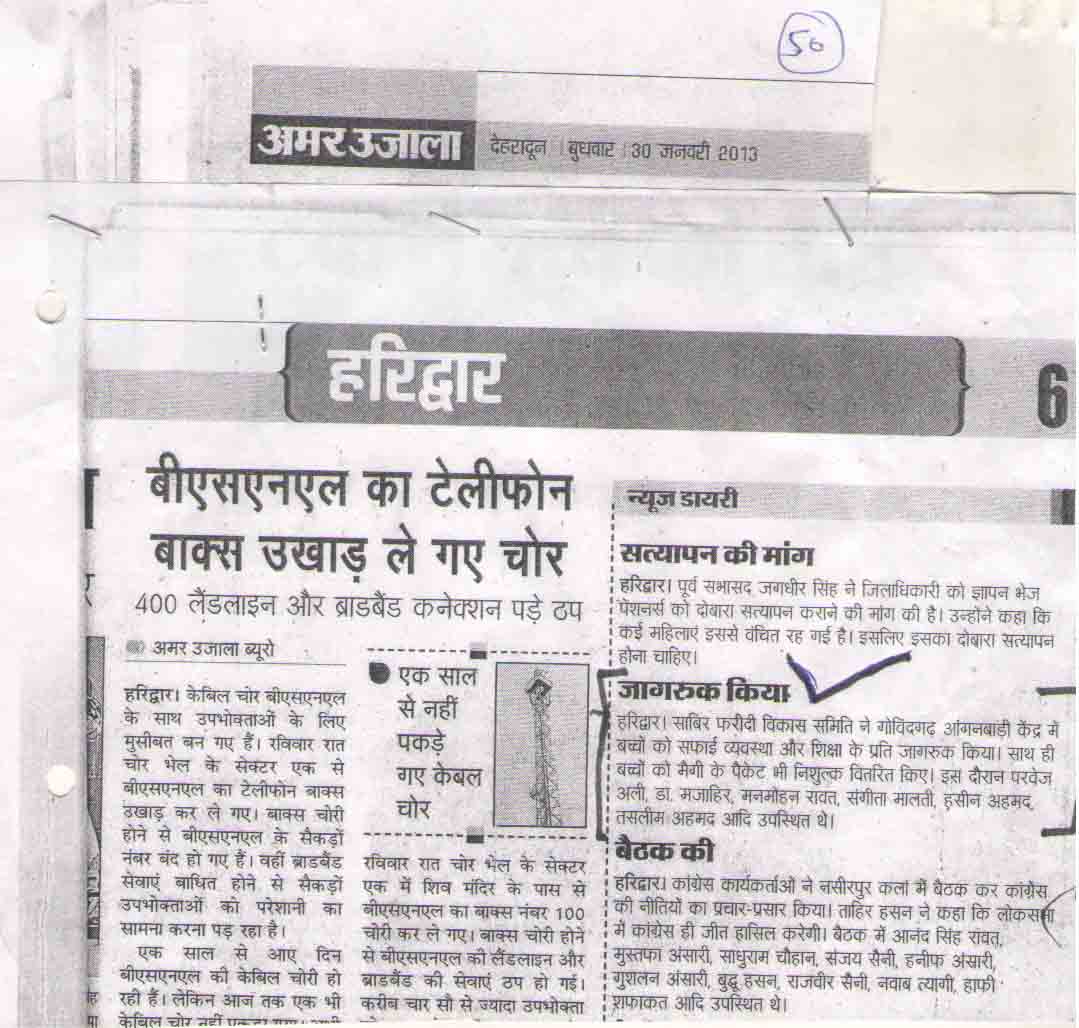 50
अमर उजाला
देहरादून । बुधवार । 30 जनवरी 2013
हरिद्वार
6
बीएसएनएल का टेलीफोन
बाक्स उखाड़ ले गए चोर
400 लैंडलाइन और ब्राडबैंड कनेक्शन पड़े ठप
अमर उजाला ब्यूरो
हरिद्वार। केबिल चोर बीएसएनएल
के साथ उपभोक्ताओं के लिए
मुसीबत बन गए हैं। रविवार रात
चोर भेल के सेक्टर एक से
बीएसएनएल का टेलीफोन बाक्स
उखाड़ कर ले गए। बाक्स चोरी
होने से बीएसएनएल के सैकड़ों
नंबर बंद हो गए हैं। वहीं ब्राडबैंड
सेवाएं बाधित होने से सैकड़ों
उपभोक्ताओं को परेशानी का
सामना करना पड़ रहा है।
एक साल से आए दिन
बीएसएनएल की केबिल चोरी हो
रही हैं। लेकिन आज तक एक भी
केबिल चोर नहीं
एक साल
से नहीं
पकड़े
गए केबल
चोर
रविवार रात चोर भेल के सेक्टर
एक में शिव मंदिर के पास से
बीएसएनएल का बाक्स नंबर 100
चोरी कर ले गए। बाक्स चोरी होने
से बीएसएनएल की लैंडलाइन और
ब्राडबैंड की सेवाएं ठप हो गई।
करीब चार सौ से ज्यादा उपभोक्ता
न्यूज डायरी
सत्यापन की मांग
हरिद्वार। पूर्व सभासद जगधीर सिंह ने जिलाधिकारी को ज्ञापन भेज
पेंशनर्स को दोबारा सत्यापन कराने की मांग की है। उन्होंने कहा कि
कई महिलाएं इससे वंचित रह गई है। इसलिए इसका दोबारा सत्यापन
होना चाहिए।
जागरुक किया
हरिद्वार। साबिर फरीदी विकास समिति ने गोविंदगढ़ आंगनबाड़ी केंद्र में
बच्चों को सफाई व्यवस्था और शिक्षा के प्रति जागरुक किया। साथ ही
बच्चों को मैगी के पैकेट भी निशुल्क वितरित किए। इस दौरान परवेज
अली, डा. मजाहिर, मनमोहन रावत, संगीता मालती, हसीन अहमद,
तसलीम अहमद आदि उपस्थित थे।
बैठक की
हरिद्वार। कांग्रेस कार्यकर्ताओं ने नसीरपुर कलां में बैठक कर कांग्रेस
की नीतियों का प्रचार-प्रसार किया। ताहिर हसन ने कहा कि लोकसभा
में कांग्रेस ही जीत हासिल करेगी। बैठक में आनंद सिंह रावत,
मुस्तफा अंसारी, साधुराम चौहान, संजय सैनी, हनीफ अंसारी,
गुशलन अंसारी, बुद्धू हसन, राजवीर सैनी, नवाब त्यागी, हाफी
शफाकत आदि उपस्थित थे।